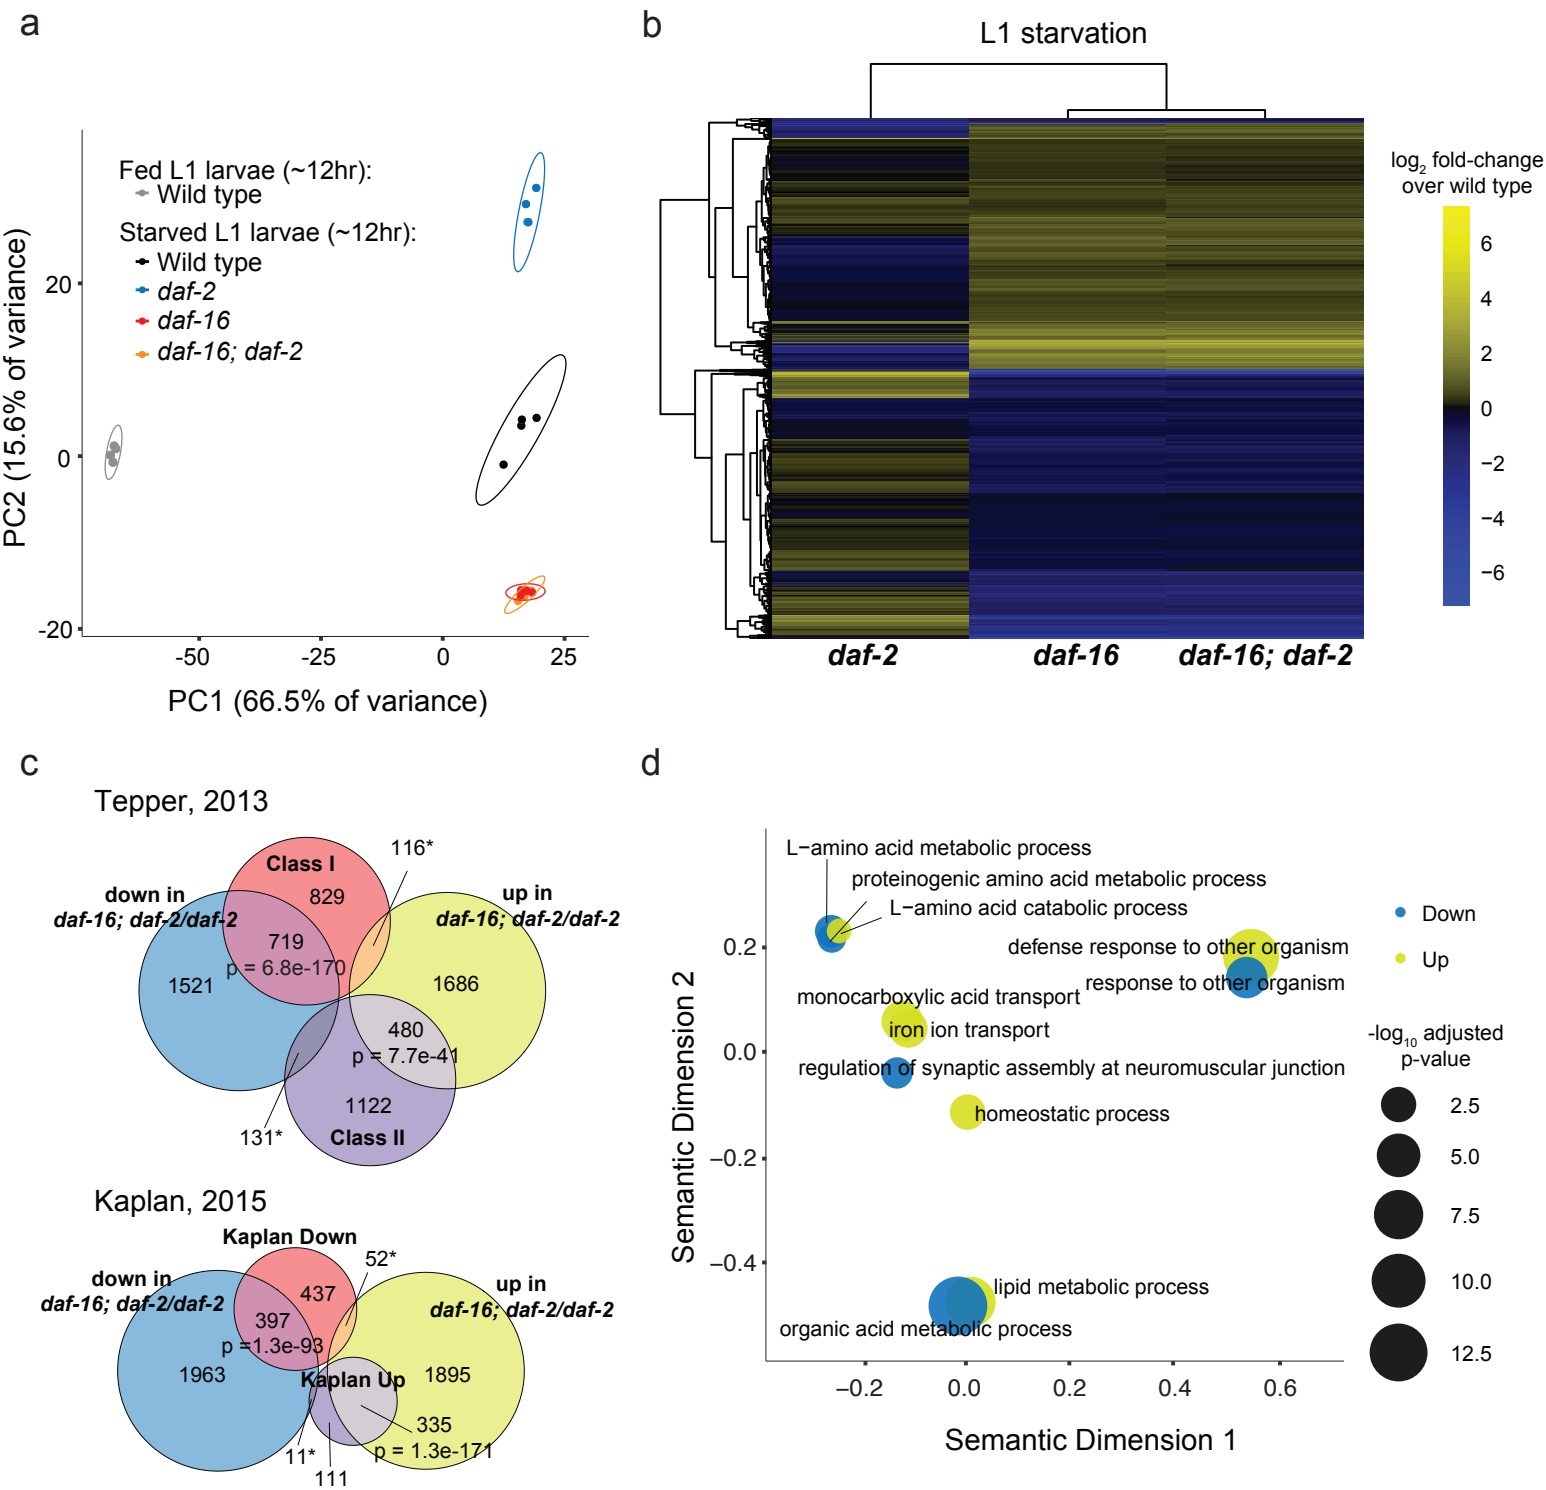 a
Fed L1 larvae (~12hr):
Wild type
Starved L1 larvae (~12hr):
Wild type
daf-2
daf-16
daf-16; daf-2
20
0
-20
-50
-25
0
25
PC2 (15.6% of variance)
PC1 (66.5% of variance)
b
L1 starvation
daf-2
daf-16
daf-16; daf-2
log2 fold-change
over wild type
6
4
2
0
−2
−4
−6
c
Tepper, 2013
Class I
829
116*
down in
daf-16; daf-2/daf-2
up in
daf-16; daf-2/daf-2
719
p = 6.8e-170
1521
1686
480
p = 7.7e-41
1122
Class II
131*
Kaplan, 2015
Kaplan Down
437
52*
down in
daf-16; daf-2/daf-2
up in
daf-16; daf-2/daf-2
397
p =1.3e-93
1963
Kaplan Up
1895
335
p = 1.3e-171
11*
111
d
L−amino acid metabolic process
proteinogenic amino acid metabolic process
L−amino acid catabolic process
defense response to other organism
response to other organism
monocarboxylic acid transport
iron ion transport
regulation of synaptic assembly at neuromuscular junction
homeostatic process
lipid metabolic process
organic acid metabolic process
0.2
0.0
−0.2
−0.4
−0.2
0.0
0.2
0.4
0.6
Semantic Dimension 2
Semantic Dimension 1
Down
Up
-log10 adjusted
p-value
2.5
5.0
7.5
10.0
12.5